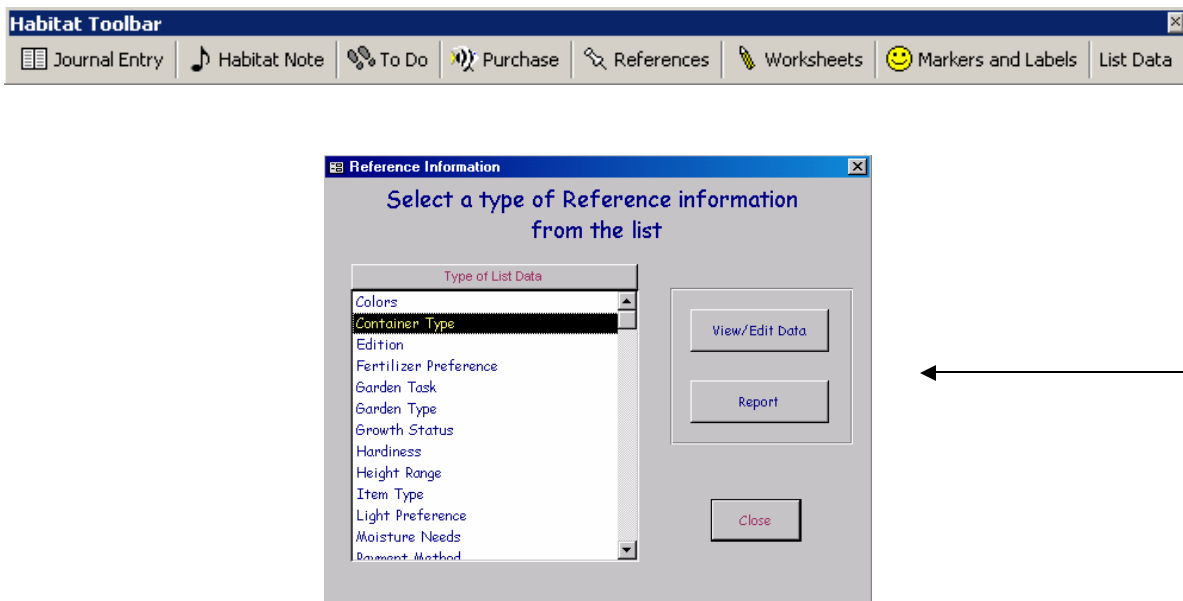 Habitat Toolbar
Journal Entry Habitat Note To Do Purchase References Worksheets Markers and Labels List Data
Reference Information
Select a type of Reference information
from the list
Type of List Data
Colors
Container Type
Edition
Fertilizer Preference
Garden Task
Garden Type
Growth Status
Hardiness
Height Range
Item Type
Light Preference
Moisture Needs
Payment Method
View/Edit Data
Report
Close